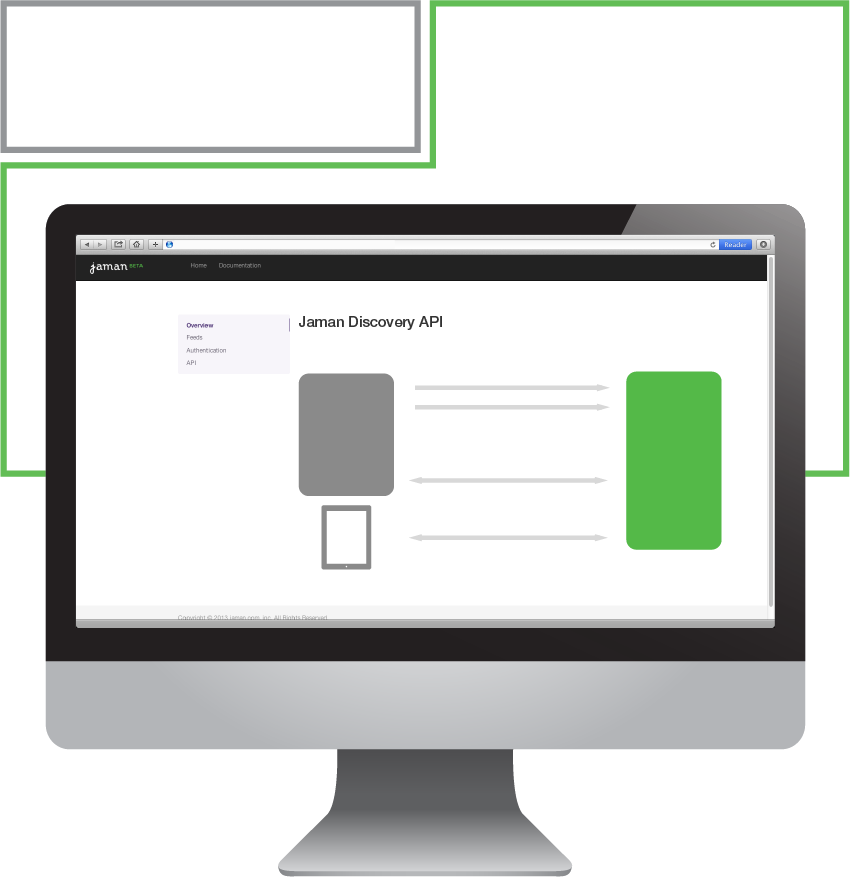 Reader
jaman BETA
Home
Documentation
Overview
Feeds
Authentication
API
Jaman Discovery API
Copyright © 2013 jaman.com, inc. All Rights Reserved